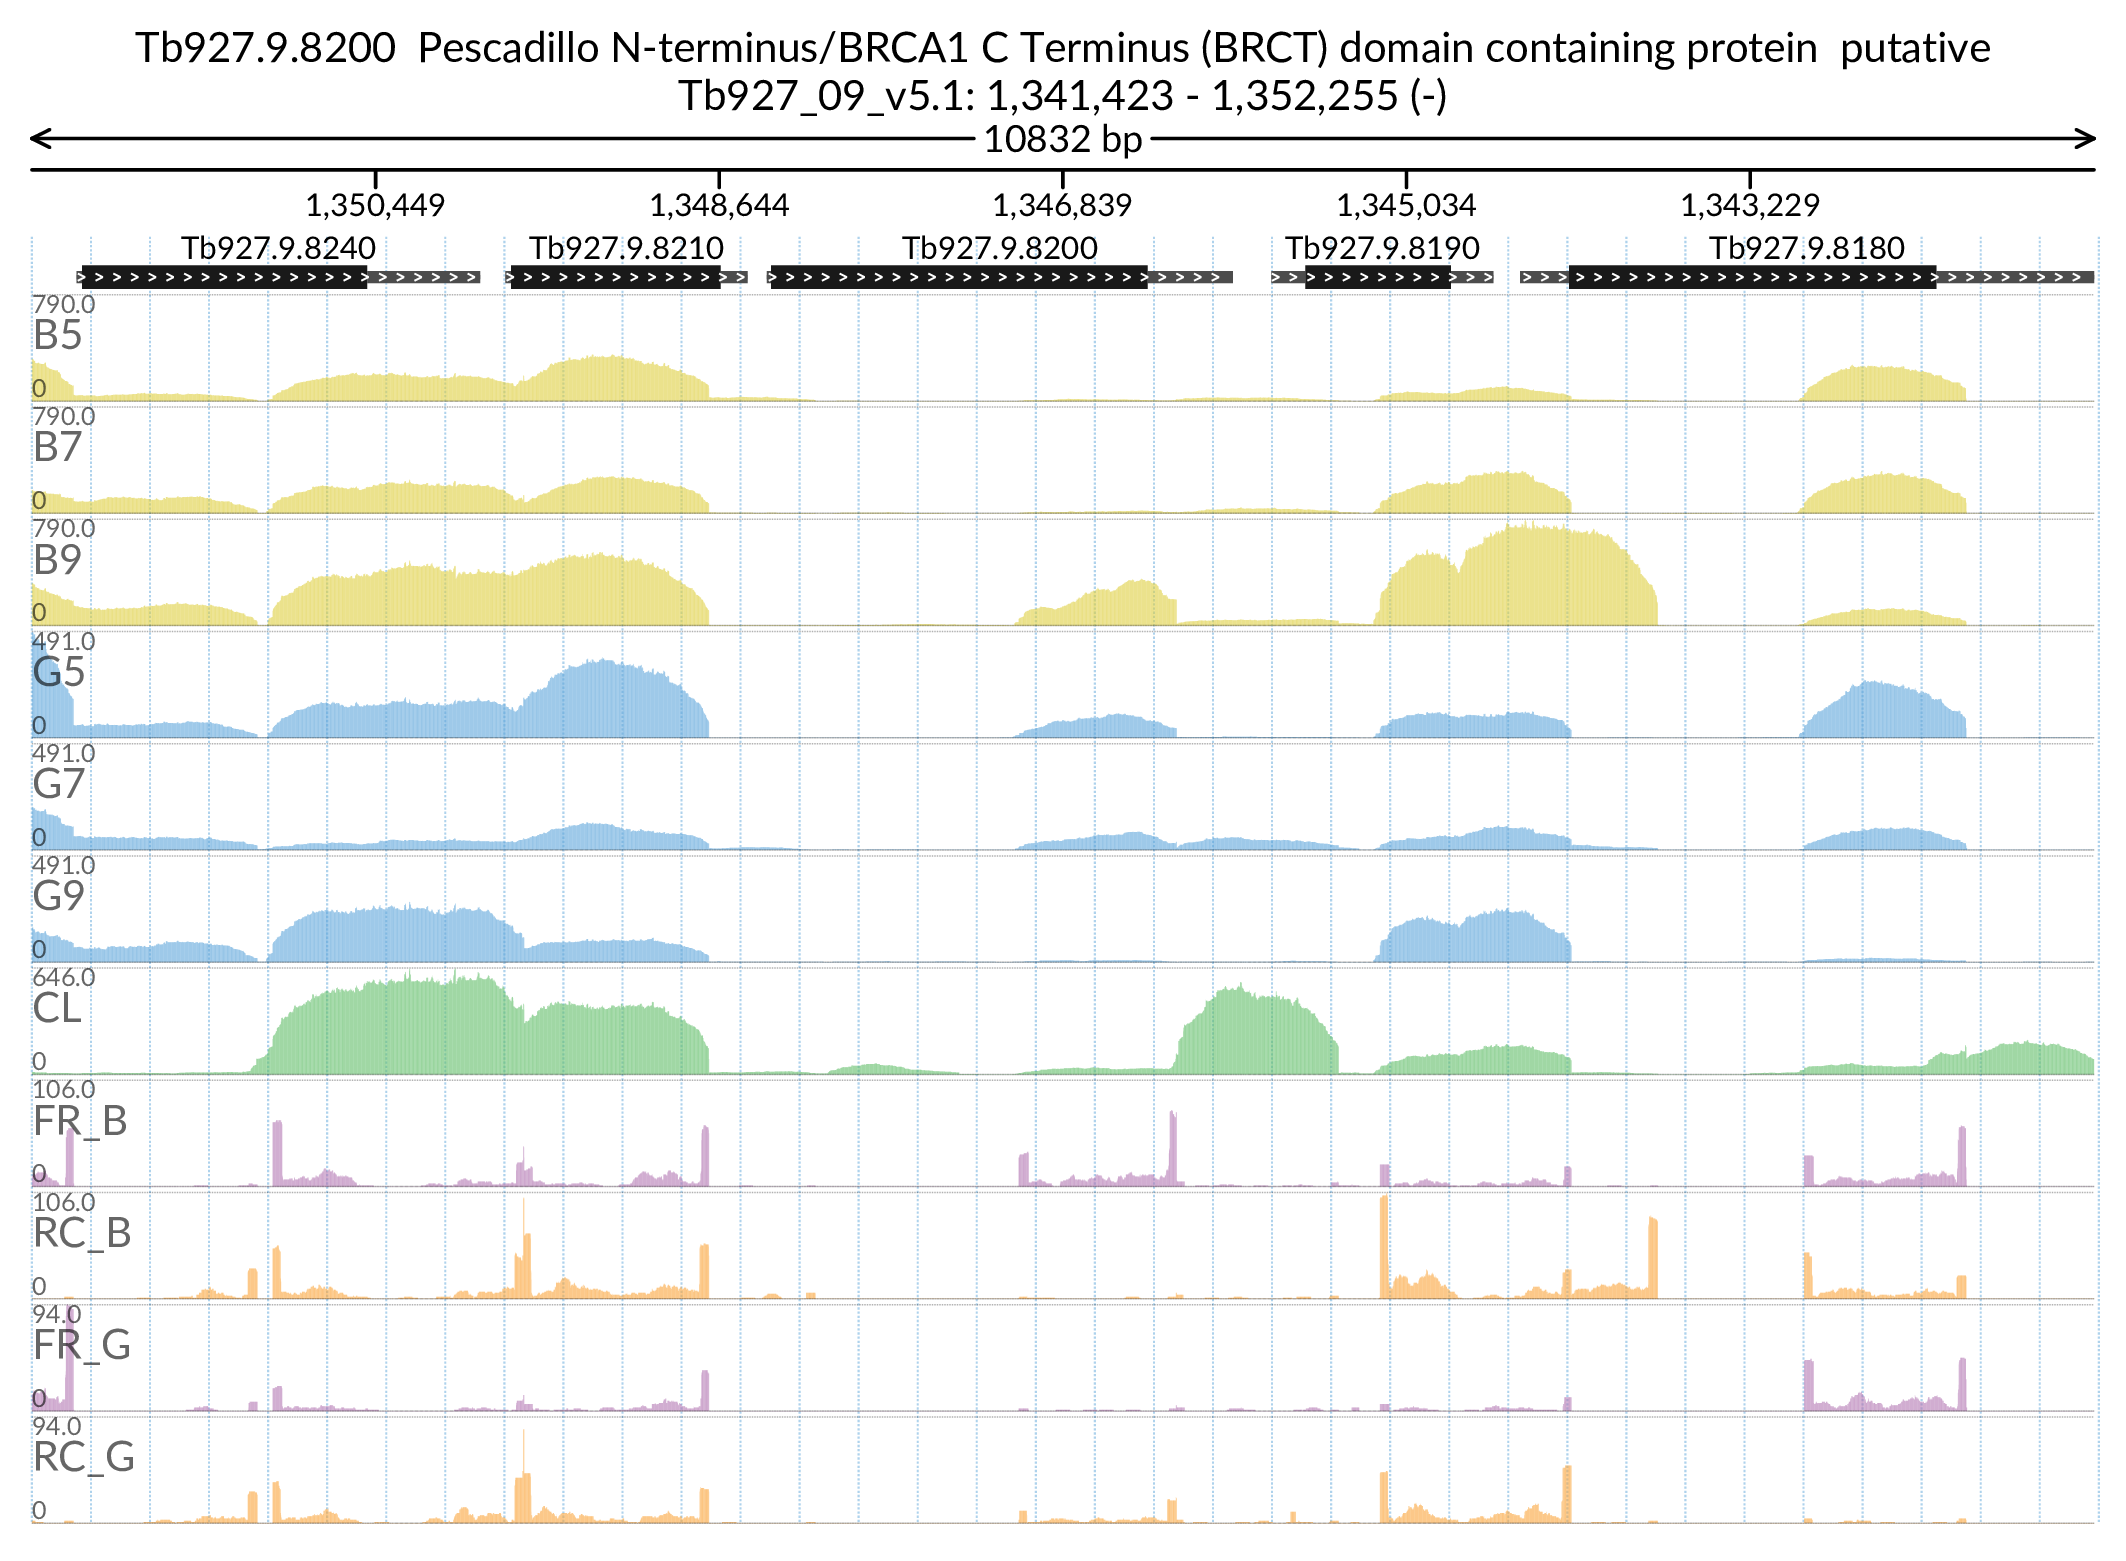 Tb927.9.8200  Pescadillo N-terminus/BRCA1 C Terminus (BRCT) domain containing protein  putative
Tb927_09_v5.1: 1,341,423 - 1,352,255 (-)
10832 bp
1,350,449 1,348,644 1,346,839 1,345,034 1,343,229
Tb927.9.8240 Tb927.9.8210 Tb927.9.8200 Tb927.9.8190 Tb927.9.8180
790.0
B5
0
790.0
B7
0
790.0
B9
0
491.0
G5
0
491.0
G7
0
491.0
G9
0
646.0
CL
0
106.0
FR_B
0
106.0
RC_B
0
94.0
FR_G
0
94.0
RC_G
0